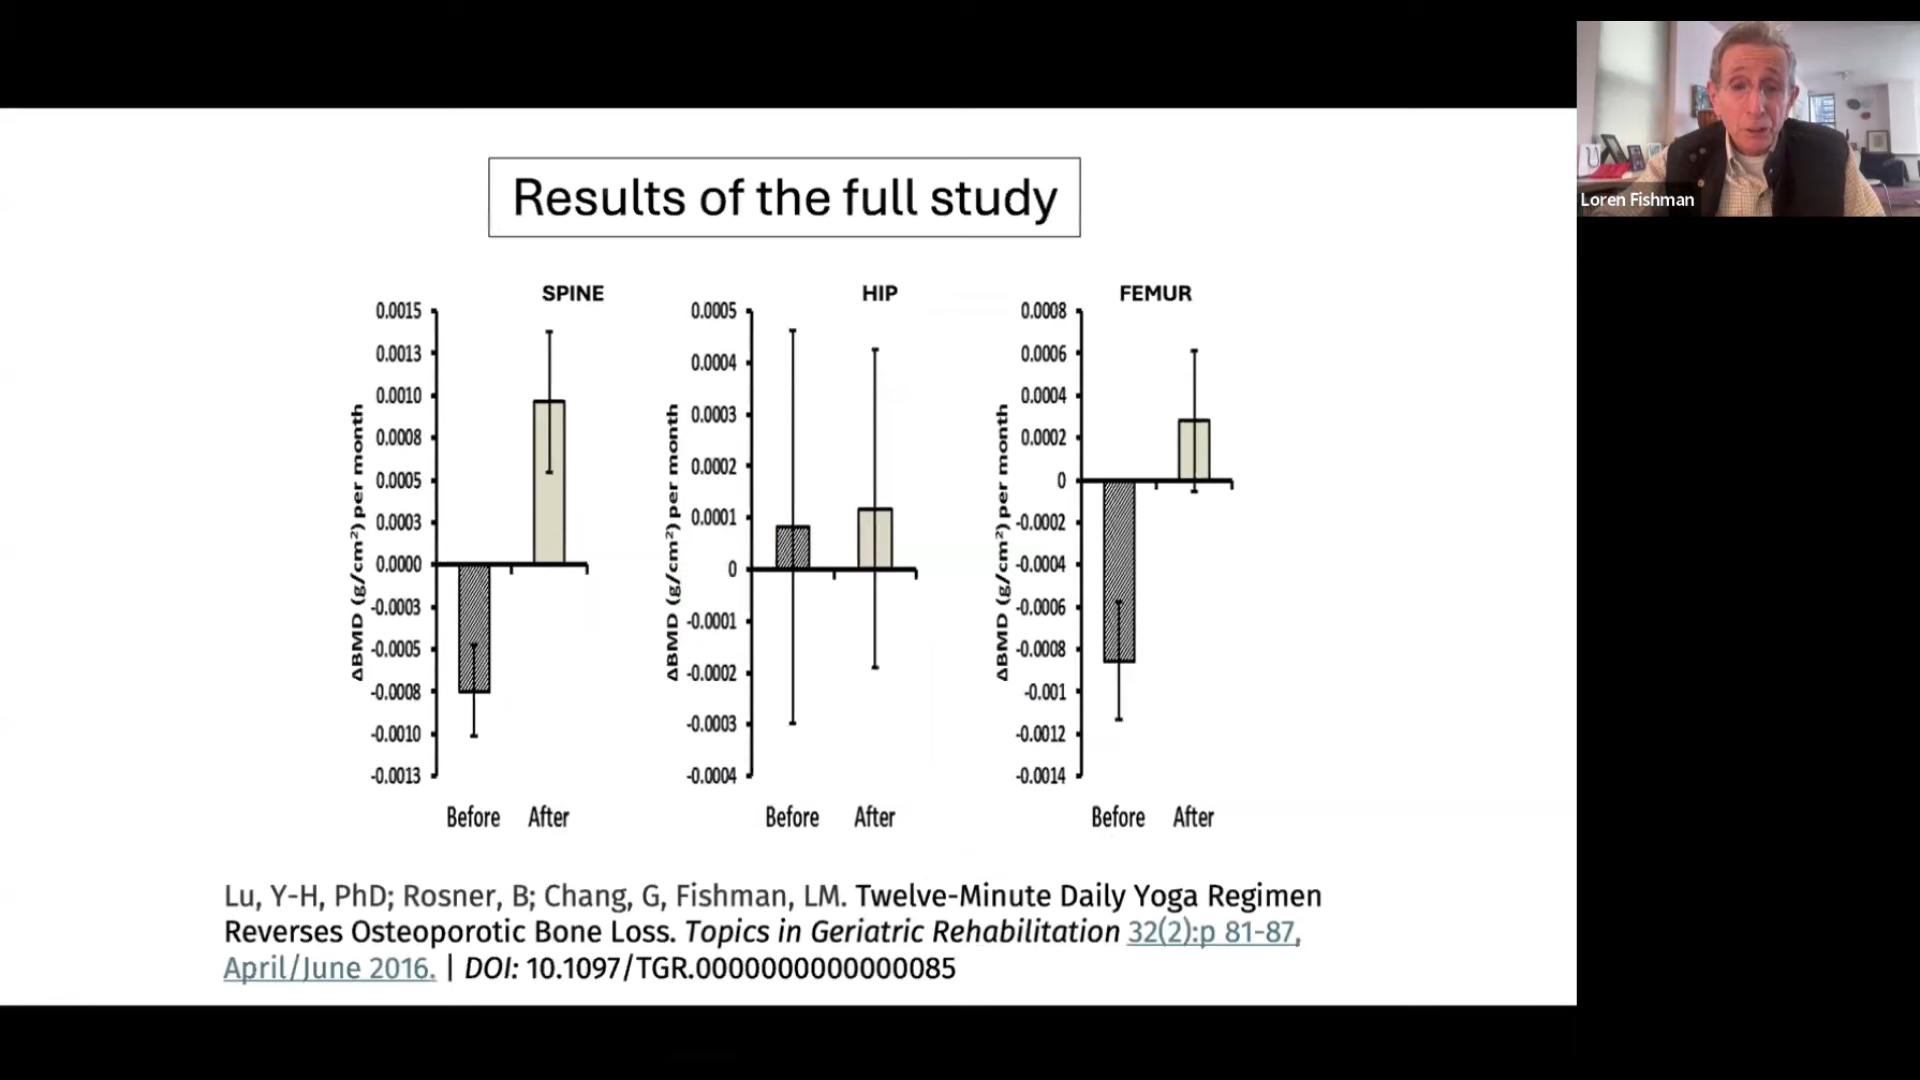 Loren Fishman
Results of the full study
SPINE
0.0015
0.0013
0.0010
0.0008
0.0005
0.0003
0.0000
-0.0003
-0.0005
-0.0008
-0.0010
-0.0013
ΔBMD (g/cm²) per month
Before After
HIP
0.0005
0.0004
0.0003
0.0002
0.0001
0
-0.0001
-0.0002
-0.0003
-0.0004
ΔBMD (g/cm²) per month
Before After
FEMUR
0.0008
0.0006
0.0004
0.0002
0
-0.0002
-0.0004
-0.0006
-0.0008
-0.001
-0.0012
-0.0014
ΔBMD (g/cm²) per month
Before After
Lu, Y-H, PhD; Rosner, B; Chang, G, Fishman, LM. Twelve-Minute Daily Yoga Regimen
Reverses Osteoporotic Bone Loss. Topics in Geriatric Rehabilitation 32(2):p 81-87,
April/June 2016. | DOI: 10.1097/TGR.0000000000000085